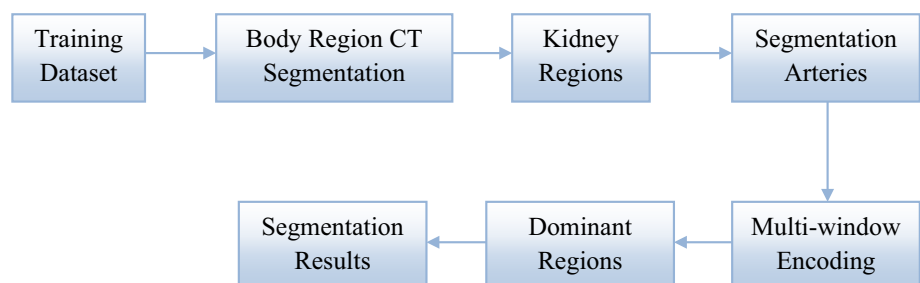 Training
Dataset
Body Region CT
Segmentation
Kidney
Regions
Segmentation
Arteries
Multi-window
Encoding
Dominant
Regions
Segmentation
Results